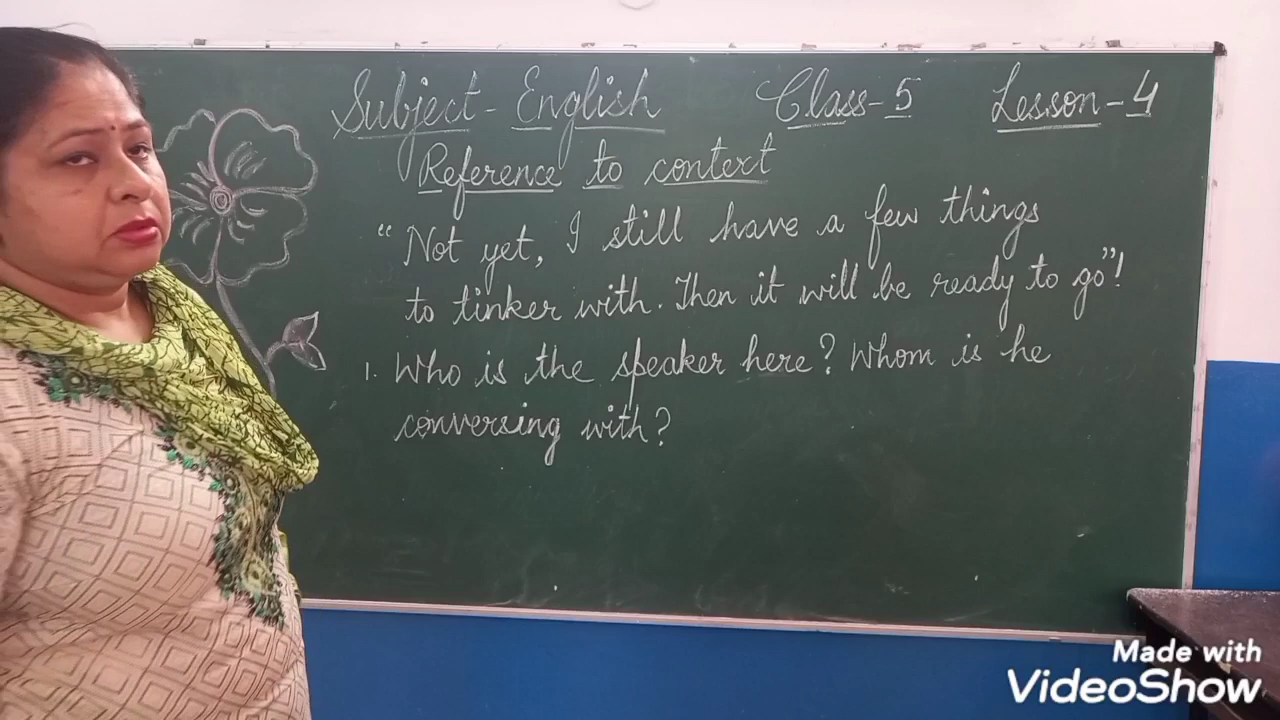 Subject - English Class - 5 Lesson - 4
Reference to context
“Not yet, I still have a few things
to tinker with. Then it will be ready to go”!
1. Who is the speaker here? Whom is he
conversing with?
Made with
VideoShow